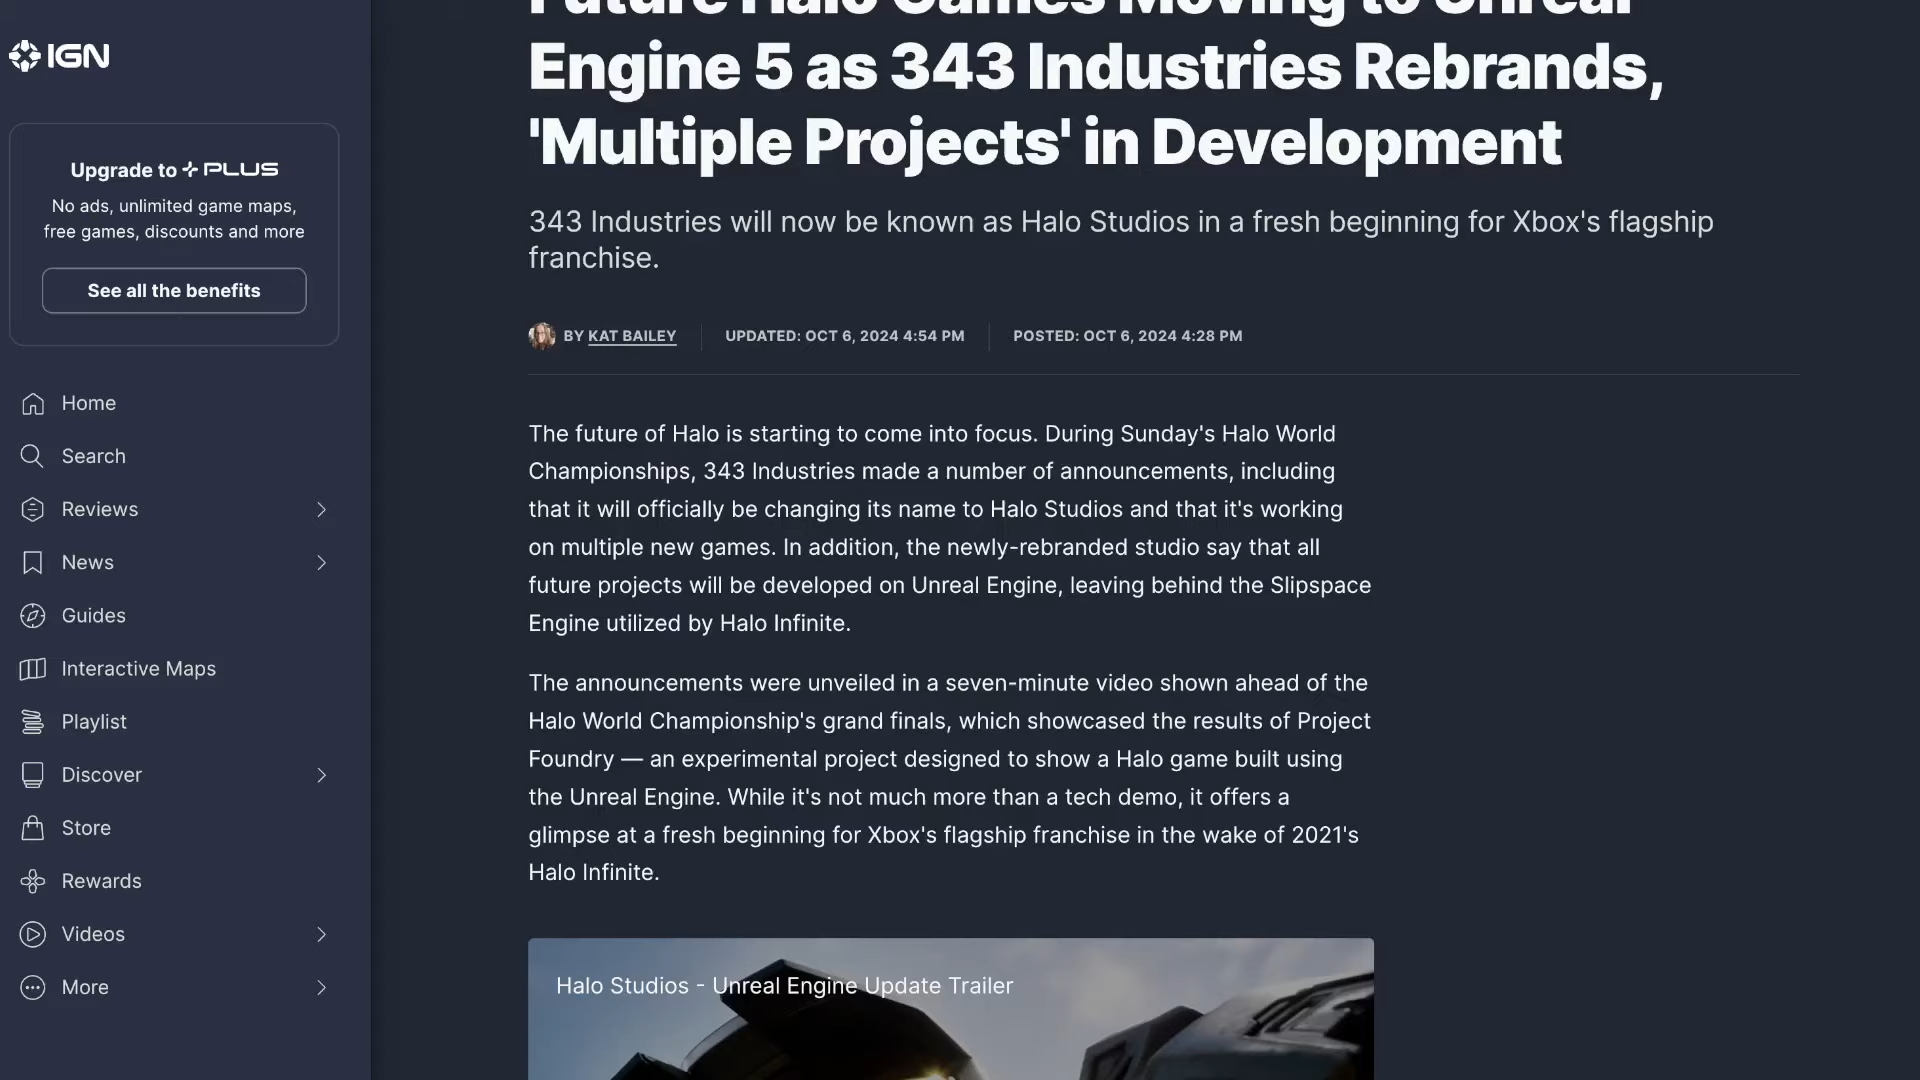 IGN
Upgrade to PLUS
No ads, unlimited game maps,
free games, discounts and more
See all the benefits
Home
Search
Reviews
News
Guides
Interactive Maps
Playlist
Discover
Store
Rewards
Videos
More
Future Halo Games Moving to Unreal
Engine 5 as 343 Industries Rebrands,
'Multiple Projects' in Development
343 Industries will now be known as Halo Studios in a fresh beginning for Xbox's flagship
franchise.
BY KAT BAILEY UPDATED: OCT 6, 2024 4:54 PM POSTED: OCT 6, 2024 4:28 PM
The future of Halo is starting to come into focus. During Sunday's Halo World
Championships, 343 Industries made a number of announcements, including
that it will officially be changing its name to Halo Studios and that it's working
on multiple new games. In addition, the newly-rebranded studio say that all
future projects will be developed on Unreal Engine, leaving behind the Slipspace
Engine utilized by Halo Infinite.
The announcements were unveiled in a seven-minute video shown ahead of the
Halo World Championship's grand finals, which showcased the results of Project
Foundry — an experimental project designed to show a Halo game built using
the Unreal Engine. While it's not much more than a tech demo, it offers a
glimpse at a fresh beginning for Xbox's flagship franchise in the wake of 2021's
Halo Infinite.
Halo Studios - Unreal Engine Update Trailer